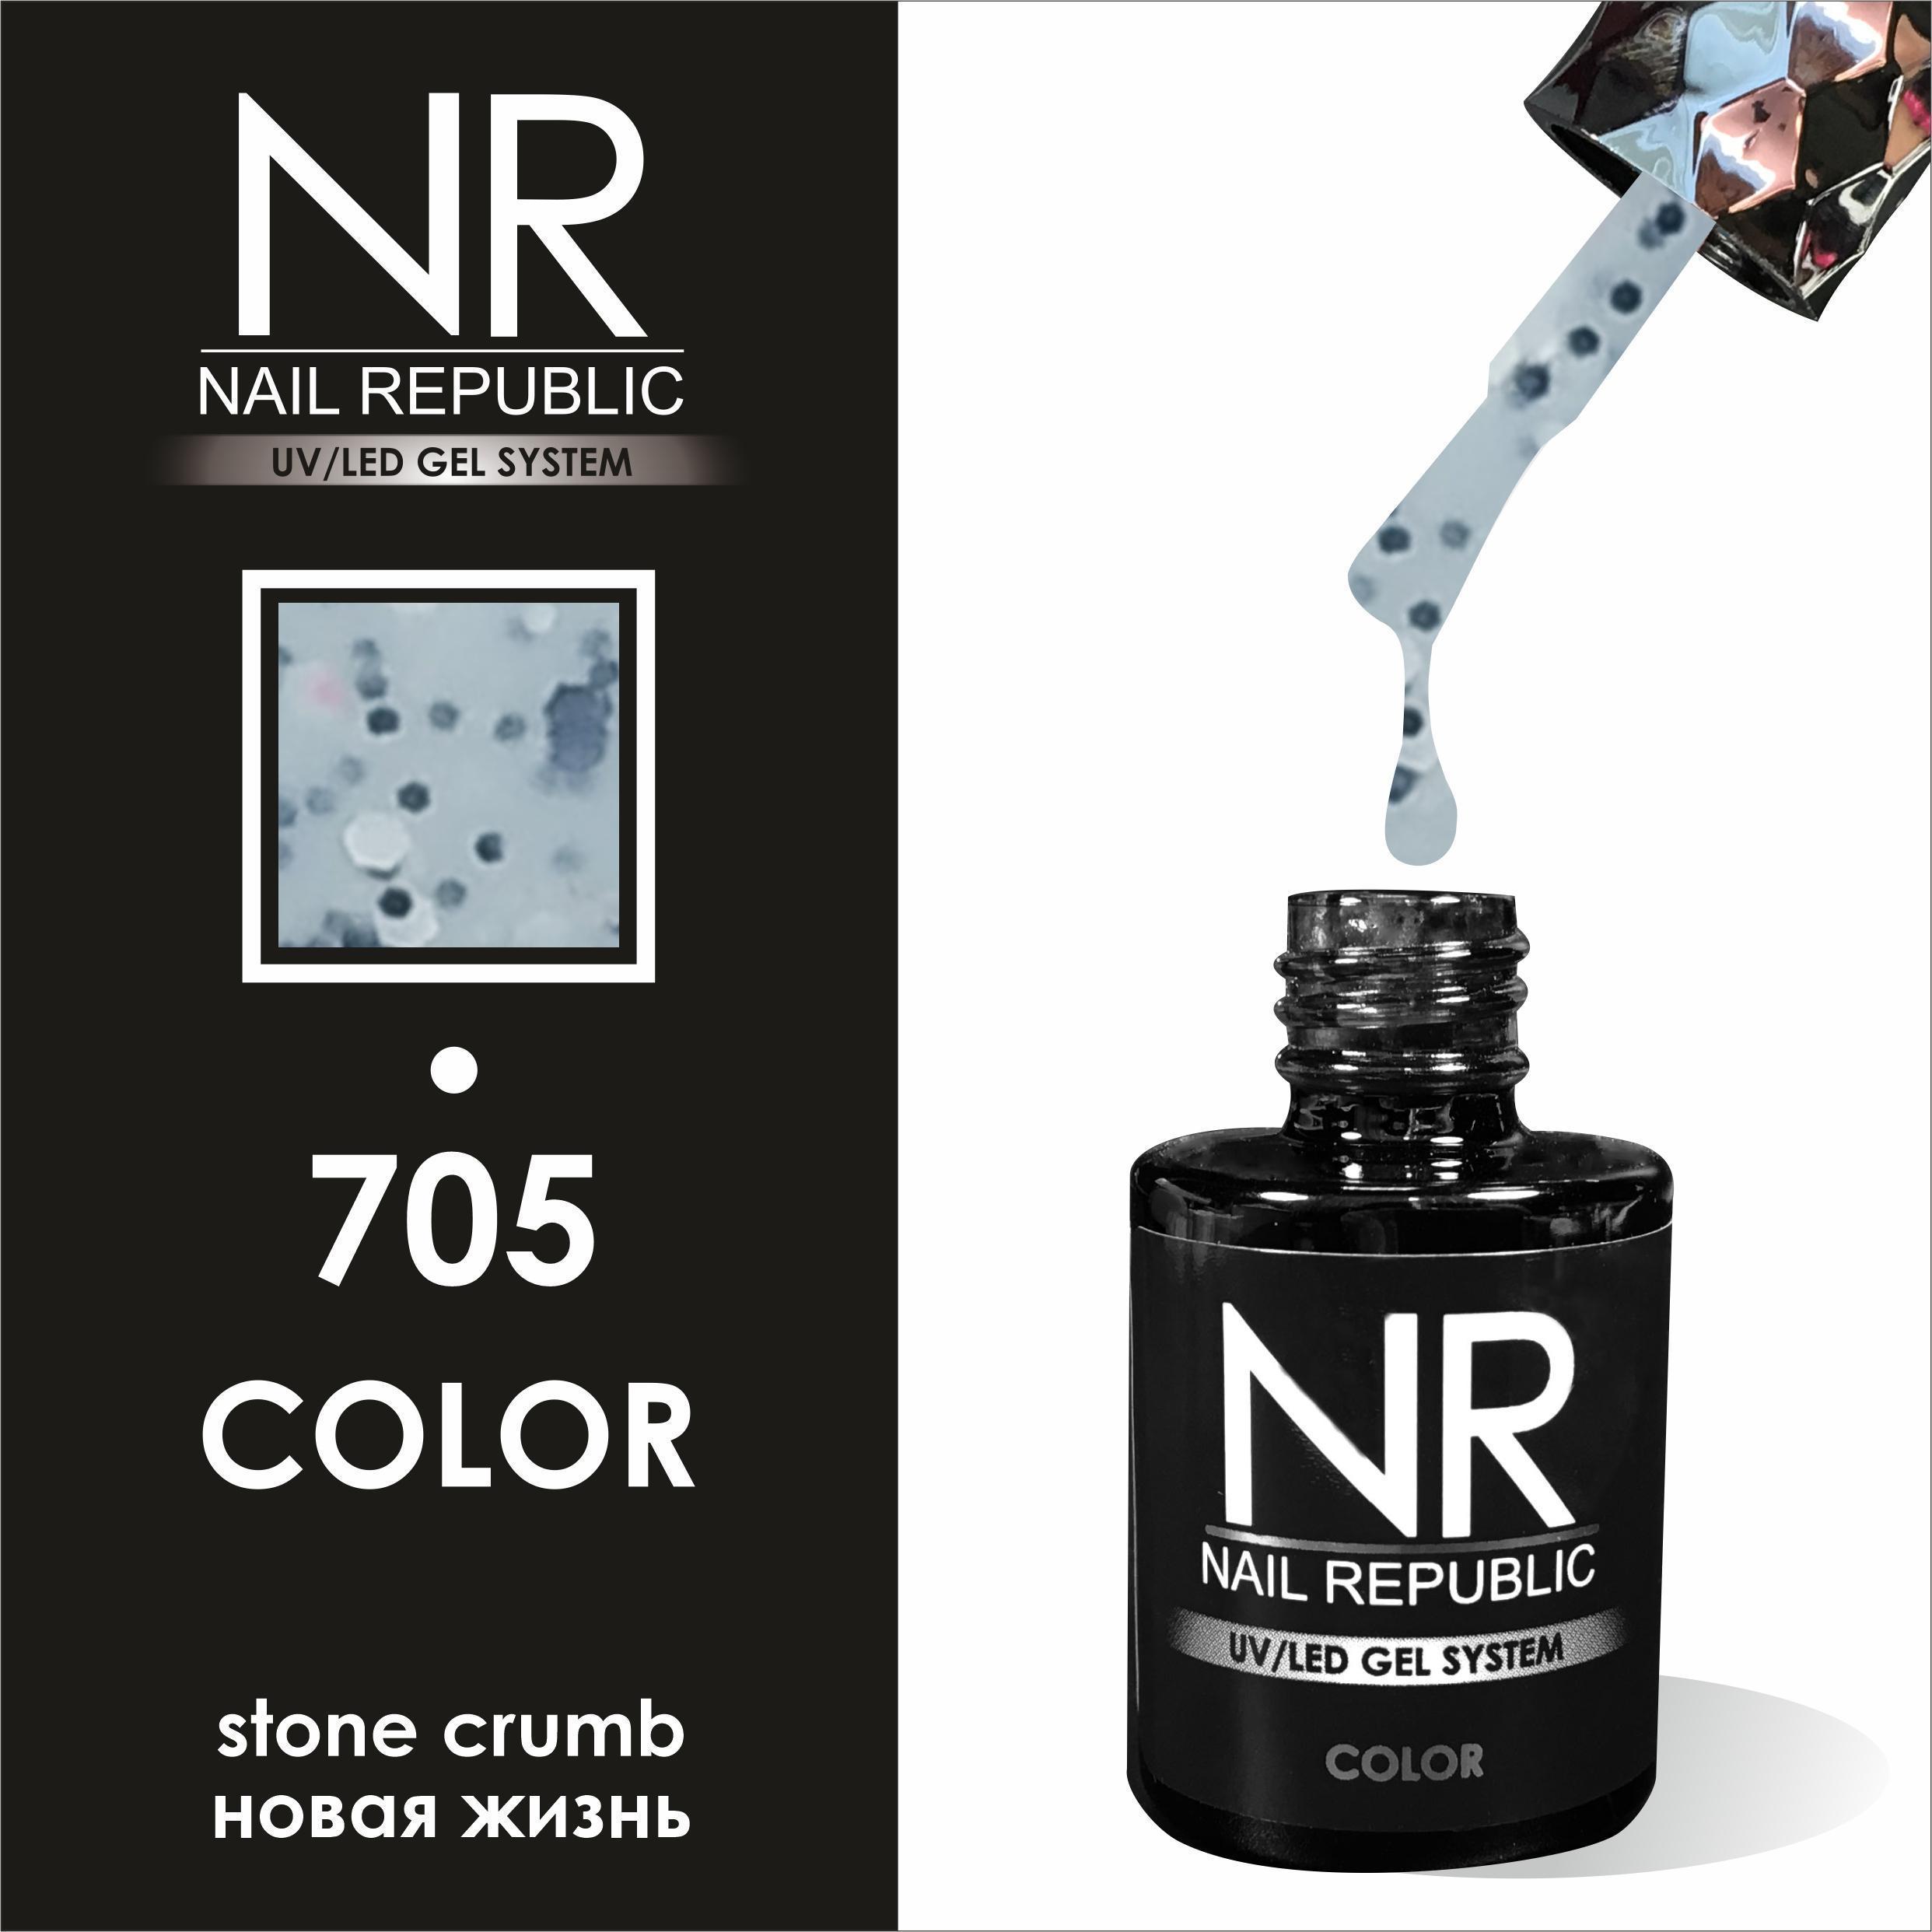 NR
NAIL REPUBLIC
UV/LED GEL SYSTEM
705
COLOR
stone crumb
новая жизнь
NR
NAIL REPUBLIC
UV/LED GEL SYSTEM
COLOR